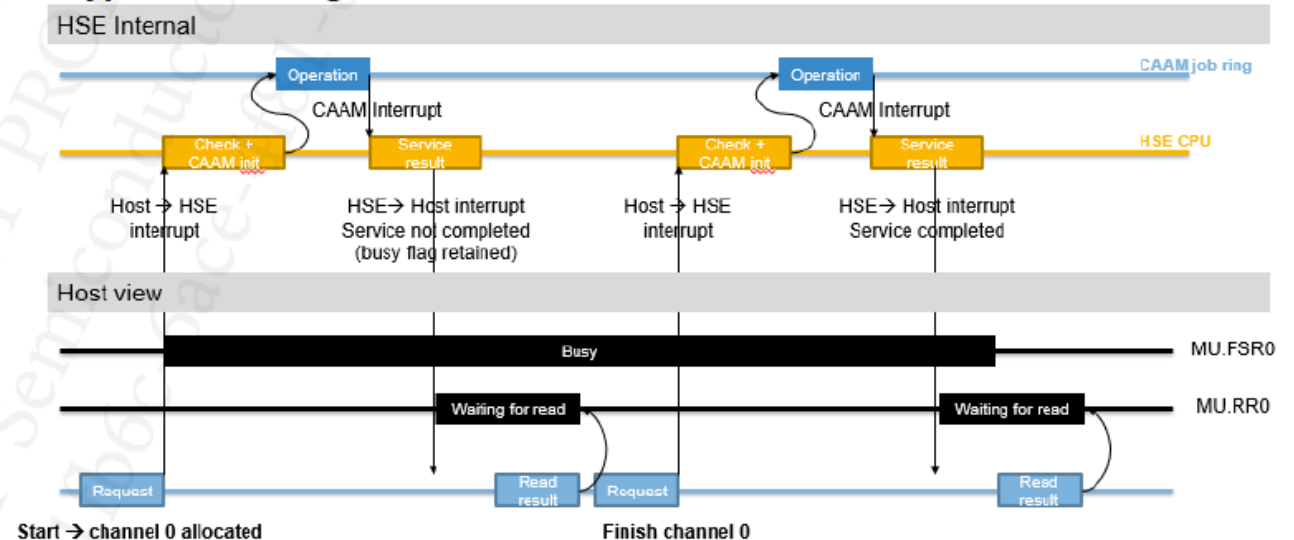 HSE Internal
CAAM job ring
Operation
Operation
CAAM Interrupt
CAAM Interrupt
HSE CPU
Check +
CAAM init
Service
result
Check +
CAAM init
Service
result
Host → HSE
interrupt
HSE→ Host interrupt
Service not completed
(busy flag retained)
Host → HSE
interrupt
HSE→ Host interrupt
Service completed
Host view
Busy
MU.FSR0
Waiting for read
Waiting for read
MU.RR0
Request
Read
result
Request
Read
result
Start → channel 0 allocated
Finish channel 0